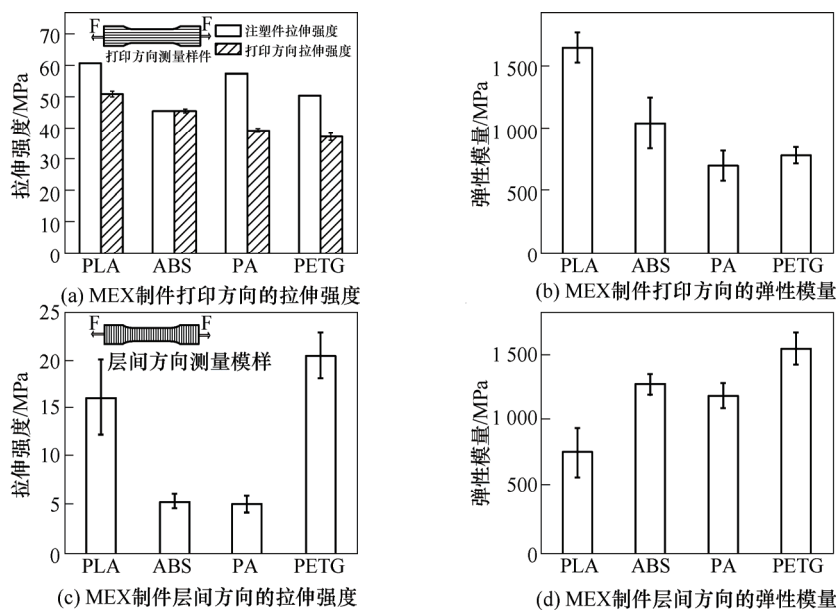 F
F
打印方向测量样件
注塑件拉伸强度
打印方向拉伸强度
拉伸强度/MPa
70
60
50
40
30
20
10
0
PLA ABS PA PETG
(a) MEX制件打印方向的拉伸强度
弹性模量/MPa
1 500
1 000
500
0
PLA ABS PA PETG
(b) MEX制件打印方向的弹性模量
F
F
层间方向测量模样
拉伸强度/MPa
25
20
15
10
5
0
PLA ABS PA PETG
(c) MEX制件层间方向的拉伸强度
弹性模量/MPa
1 500
1 000
500
0
PLA ABS PA PETG
(d) MEX制件层间方向的弹性模量